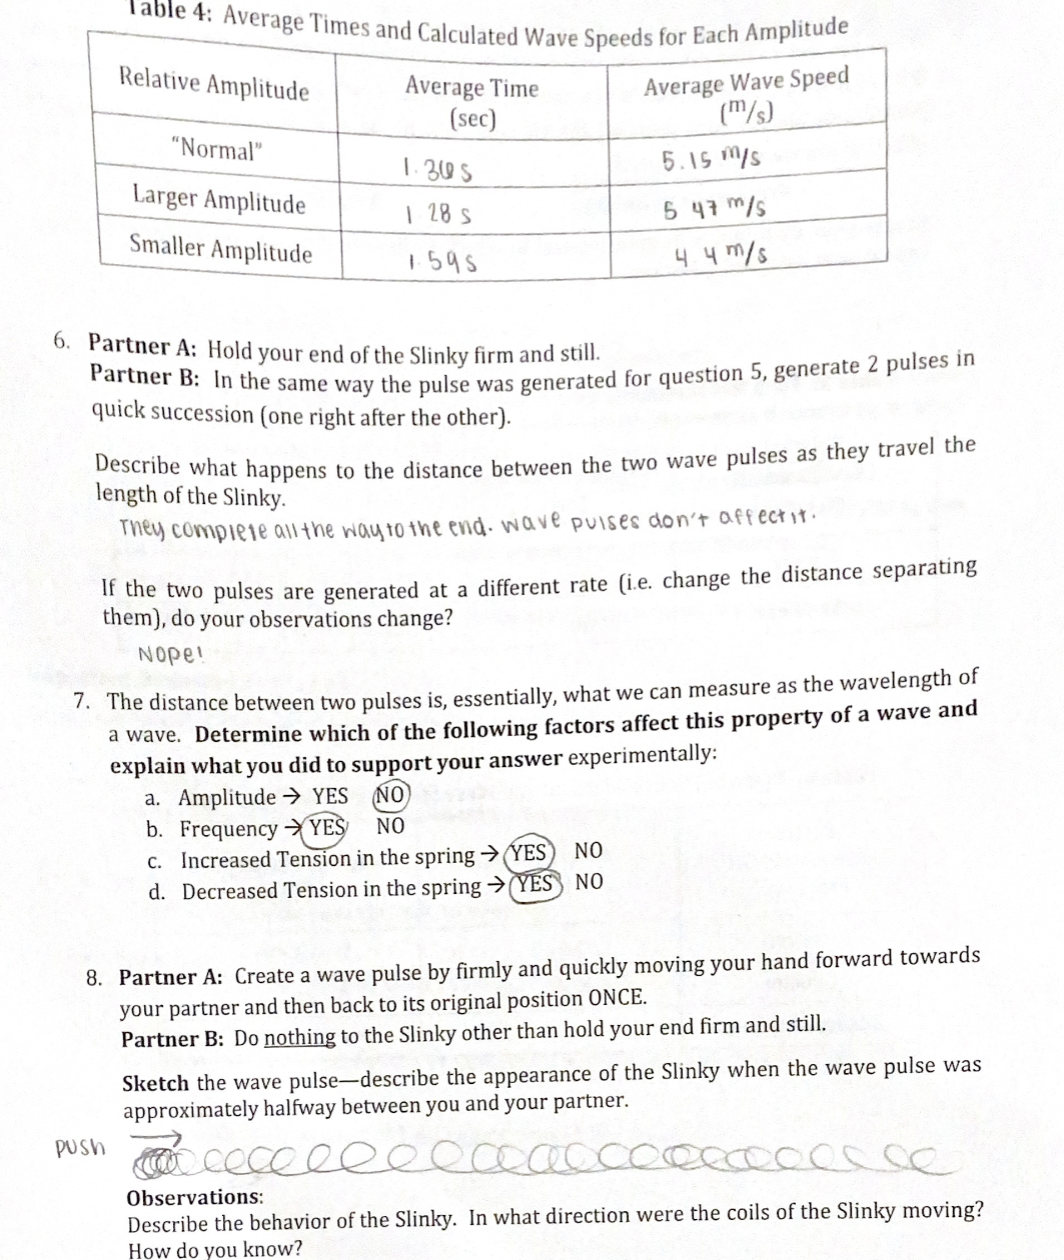 Table 4: Average Times and Calculated Wave Speeds for Each Amplitude
Relative Amplitude
Average Time
(sec)
Average Wave Speed
(m/s)
"Normal"
1.36 s
5.15 m/s
Larger Amplitude
1.28 s
5.47 m/s
Smaller Amplitude
1.59 s
4.4 m/s
6. Partner A: Hold your end of the Slinky firm and still.
Partner B: In the same way the pulse was generated for question 5, generate 2 pulses in
quick succession (one right after the other).
Describe what happens to the distance between the two wave pulses as they travel the
length of the Slinky.
They complete all the way to the end. wave pulses don't affect it.
If the two pulses are generated at a different rate (i.e. change the distance separating
them), do your observations change?
Nope!
7. The distance between two pulses is, essentially, what we can measure as the wavelength of
a wave. Determine which of the following factors affect this property of a wave and
explain what you did to support your answer experimentally:
a. Amplitude → YES NO
b. Frequency → YES NO
c. Increased Tension in the spring → YES NO
d. Decreased Tension in the spring → YES NO
8. Partner A: Create a wave pulse by firmly and quickly moving your hand forward towards
your partner and then back to its original position ONCE.
Partner B: Do nothing to the Slinky other than hold your end firm and still.
Sketch the wave pulse—describe the appearance of the Slinky when the wave pulse was
approximately halfway between you and your partner.
PUSH
Observations:
Describe the behavior of the Slinky. In what direction were the coils of the Slinky moving?
How do you know?